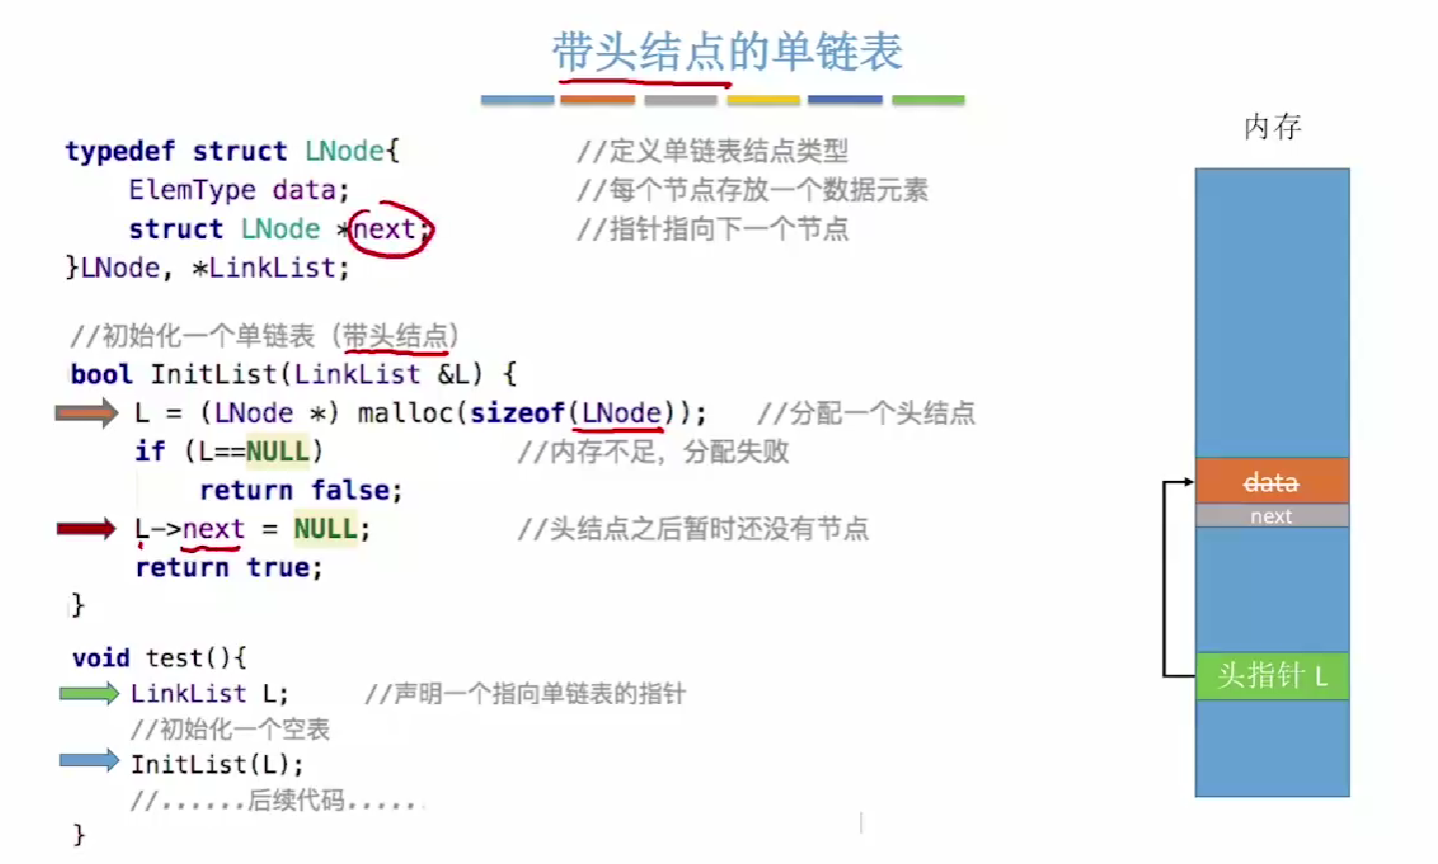 带头结点的单链表
typedef struct LNode{ //定义单链表结点类型
ElemType data; //每个节点存放一个数据元素
struct LNode *next; //指针指向下一个节点
}LNode, *LinkList;
//初始化一个单链表（带头结点）
bool InitList(LinkList &L) {
L = (LNode *) malloc(sizeof(LNode)); //分配一个头结点
if (L==NULL) //内存不足，分配失败
return false;
L->next = NULL; //头结点之后暂时还没有节点
return true;
}
void test(){
LinkList L; //声明一个指向单链表的指针
//初始化一个空表
InitList(L);
//......后续代码.....
}
内存
data
next
头指针 L